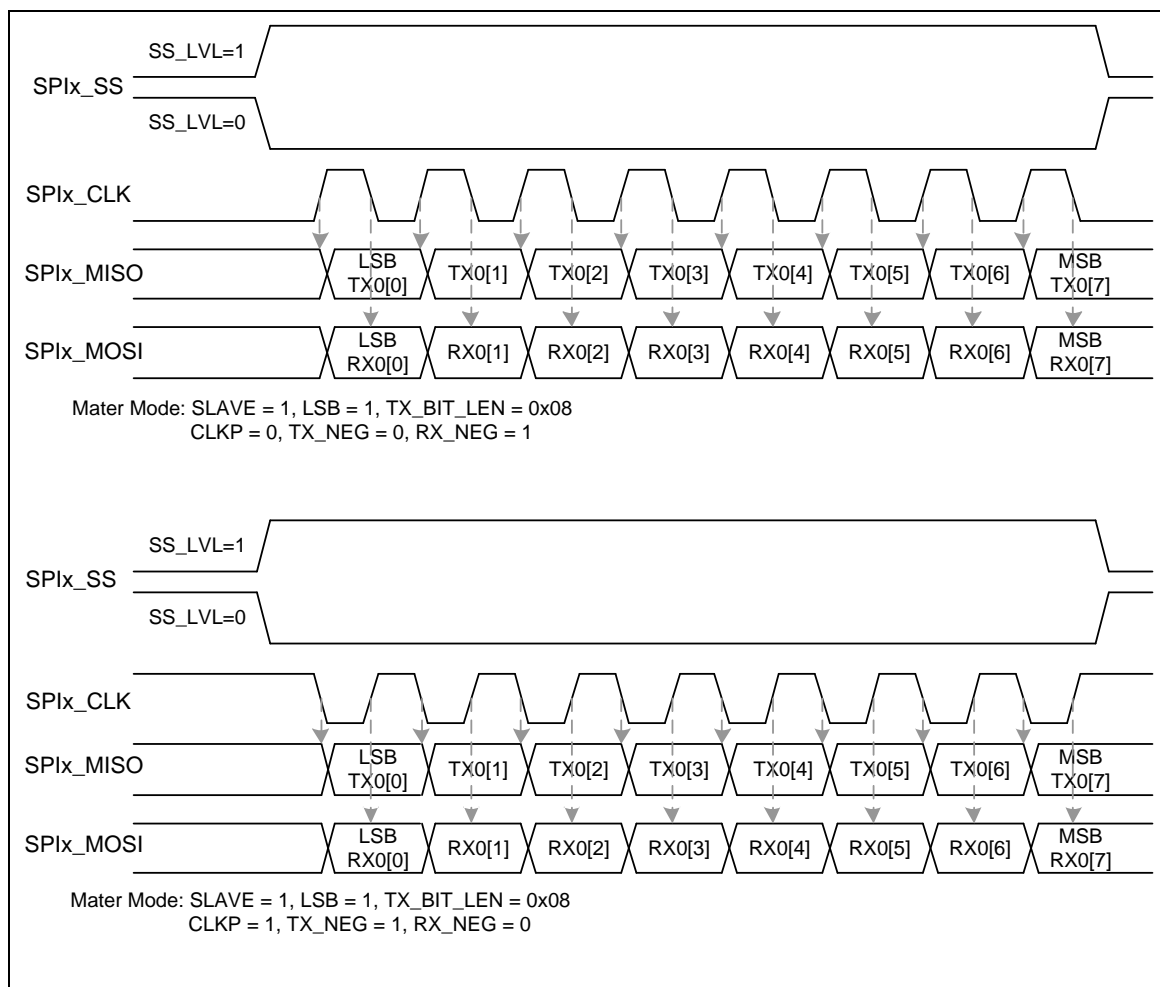 SS_LVL=1
SPIx_SS
SS_LVL=0
SPIx_CLK
SPIx_MISO
LSB
TX0[0]
TX0[1]
TX0[2]
TX0[3]
TX0[4]
TX0[5]
TX0[6]
MSB
TX0[7]
SPIx_MOSI
LSB
RX0[0]
RX0[1]
RX0[2]
RX0[3]
RX0[4]
RX0[5]
RX0[6]
MSB
RX0[7]
Mater Mode: SLAVE = 1, LSB = 1, TX_BIT_LEN = 0x08
CLKP = 0, TX_NEG = 0, RX_NEG = 1
SS_LVL=1
SPIx_SS
SS_LVL=0
SPIx_CLK
SPIx_MISO
LSB
TX0[0]
TX0[1]
TX0[2]
TX0[3]
TX0[4]
TX0[5]
TX0[6]
MSB
TX0[7]
SPIx_MOSI
LSB
RX0[0]
RX0[1]
RX0[2]
RX0[3]
RX0[4]
RX0[5]
RX0[6]
MSB
RX0[7]
Mater Mode: SLAVE = 1, LSB = 1, TX_BIT_LEN = 0x08
CLKP = 1, TX_NEG = 1, RX_NEG = 0